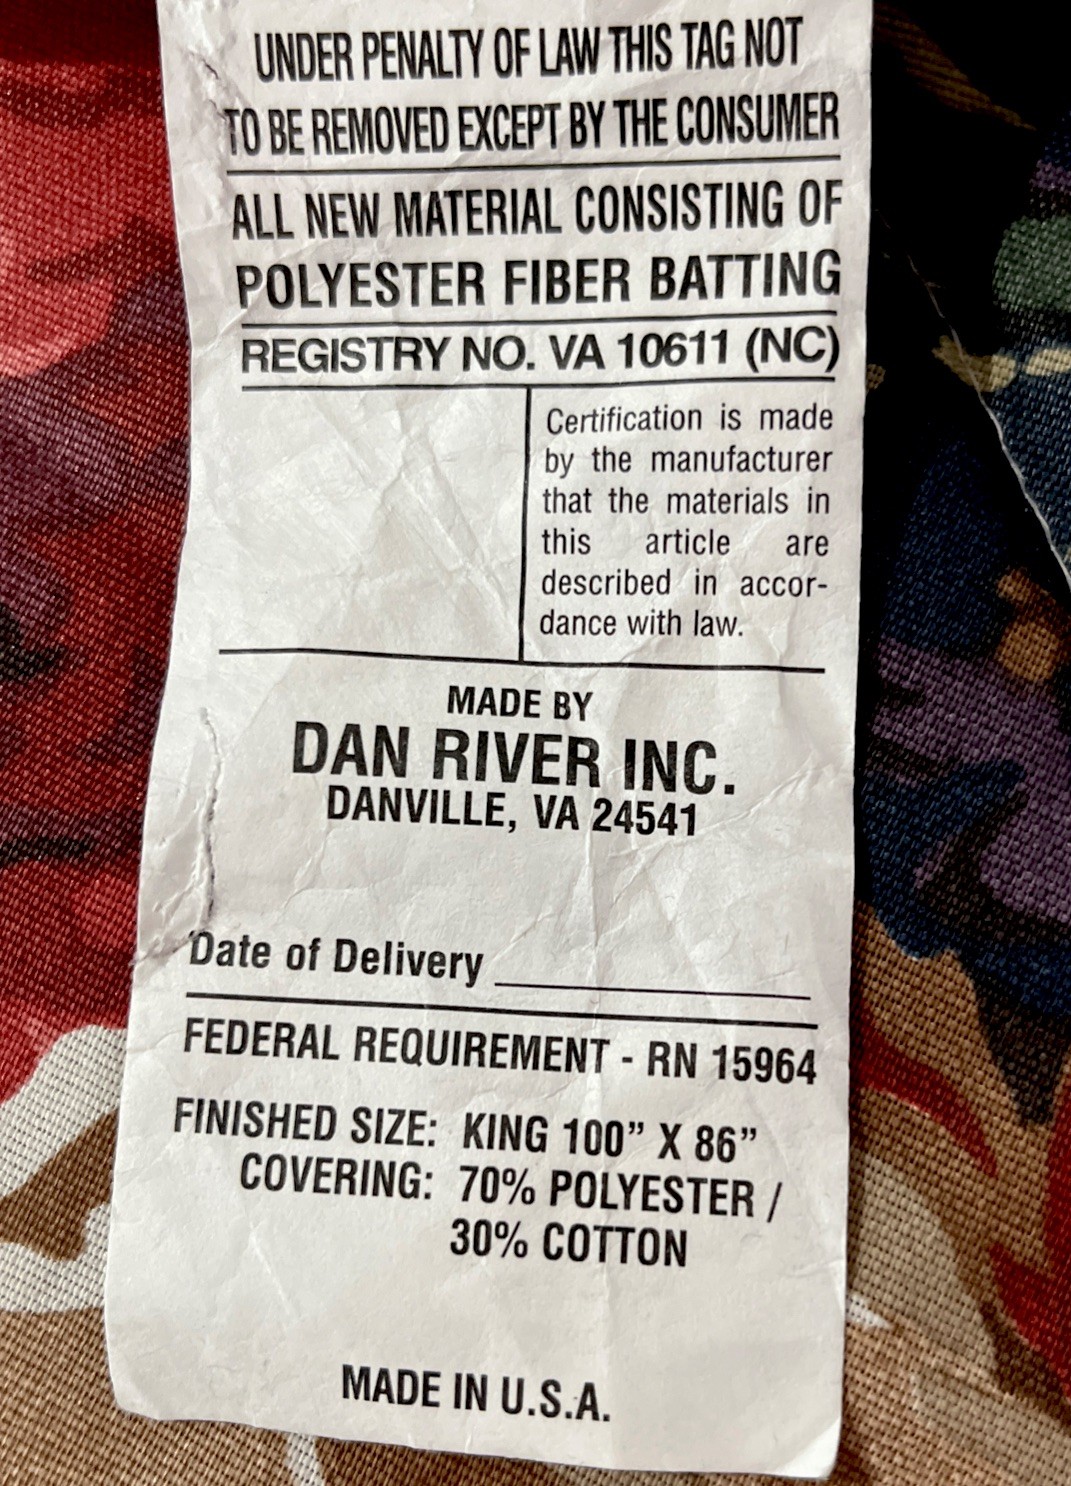 UNDER PENALTY OF LAW THIS TAG NOT
TO BE REMOVED EXCEPT BY THE CONSUMER
ALL NEW MATERIAL CONSISTING OF
POLYESTER FIBER BATTING
REGISTRY NO. VA 10611 (NC)
Certification is made
by the manufacturer
that the materials in
this article are
described in accor-
dance with law.
MADE BY
DAN RIVER INC.
DANVILLE, VA 24541
Date of Delivery
FEDERAL REQUIREMENT - RN 15964
FINISHED SIZE: KING 100” X 86”
COVERING: 70% POLYESTER /
30% COTTON
MADE IN U.S.A.